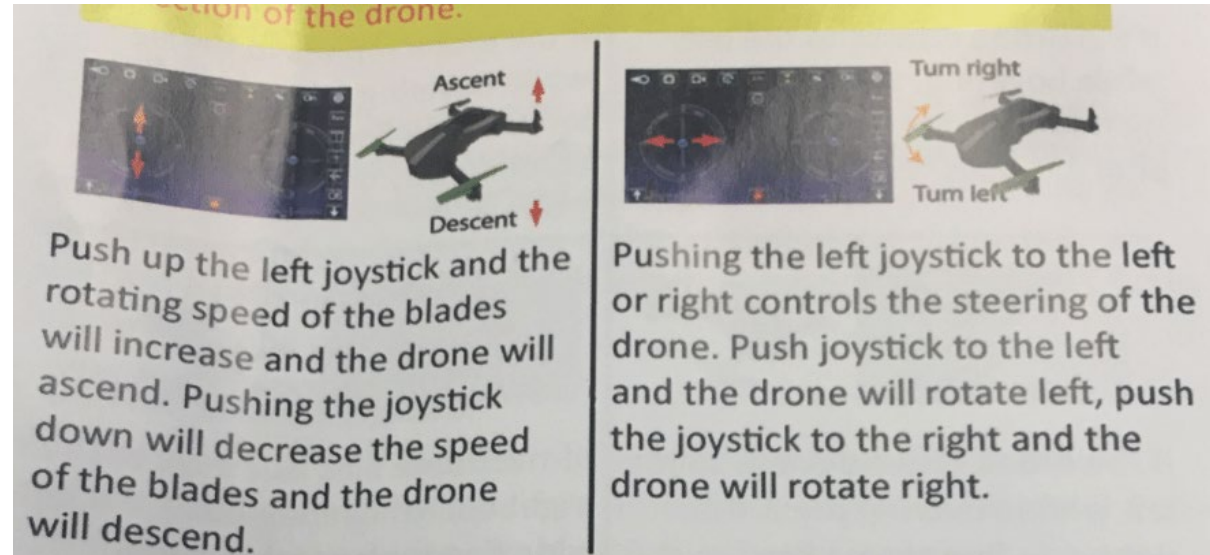 of the drone.
Ascent
Descent
Push up the left joystick and the
rotating speed of the blades
will increase and the drone will
ascend. Pushing the joystick
down will decrease the speed
of the blades and the drone
will descend.
Tum right
Tum left
Pushing the left joystick to the left
or right controls the steering of the
drone. Push joystick to the left
and the drone will rotate left, push
the joystick to the right and the
drone will rotate right.